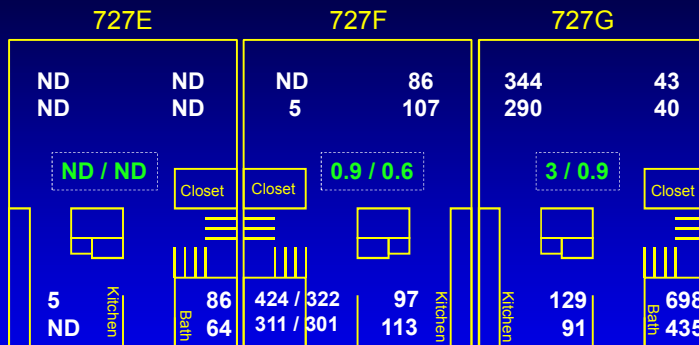 727E 727F 727G
ND ND ND 86 344 43
ND ND 5 107 290 40
ND / ND 0.9 / 0.6 3 / 0.9
Closet Closet Closet
5 Kitchen 86 424 / 322 97 Kitchen Kitchen 129 698
ND Bath 64 311 / 301 113 91 Bath 435